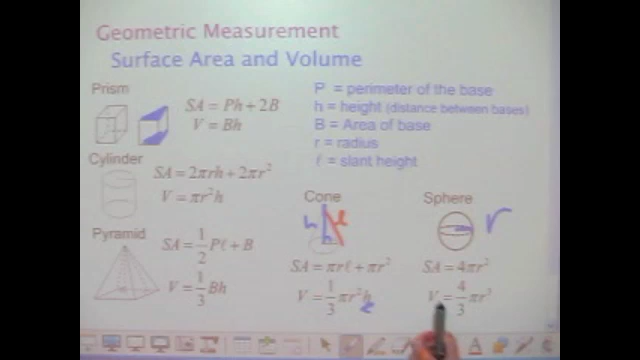 Geometric Measurement
Surface Area and Volume
Prism
SA = Ph + 2B
V = Bh
P = perimeter of the base
h = height (distance between bases)
B = Area of base
r = radius
ℓ = slant height
Cylinder
SA = 2πrh + 2πr²
V = πr²h
Pyramid
SA = 1/2 Pℓ + B
V = 1/3 Bh
Cone
h ℓ
SA = πrℓ + πr²
V = 1/3 πr²h
Sphere
r
SA = 4πr²
V = 4/3 πr³